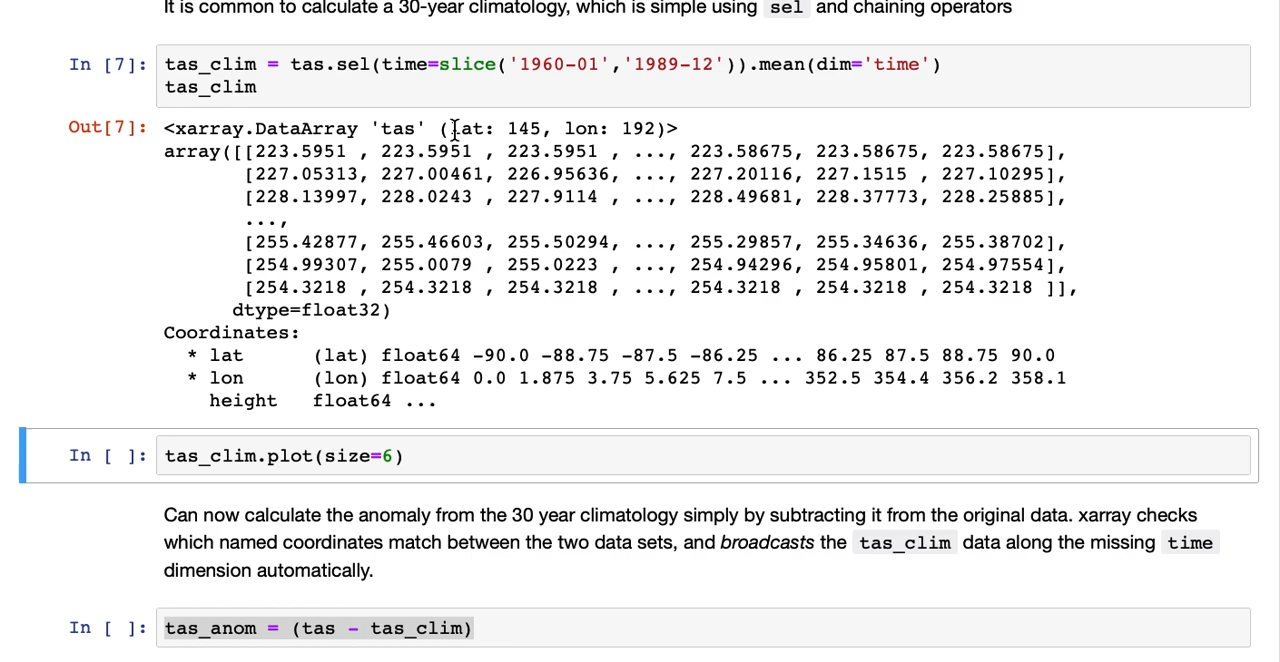 It is common to calculate a 30-year climatology, which is simple using sel and chaining operators
In [7]: tas_clim = tas.sel(time=slice('1960-01','1989-12')).mean(dim='time')
tas_clim
Out[7]: <xarray.DataArray 'tas' (lat: 145, lon: 192)>
array([[223.5951 , 223.5951 , 223.5951 , ..., 223.58675, 223.58675, 223.58675],
[227.05313, 227.00461, 226.95636, ..., 227.20116, 227.1515 , 227.10295],
[228.13997, 228.0243 , 227.9114 , ..., 228.49681, 228.37773, 228.25885],
...,
[255.42877, 255.46603, 255.50294, ..., 255.29857, 255.34636, 255.38702],
[254.99307, 255.0079 , 255.0223 , ..., 254.94296, 254.95801, 254.97554],
[254.3218 , 254.3218 , 254.3218 , ..., 254.3218 , 254.3218 , 254.3218 ]],
dtype=float32)
Coordinates:
* lat (lat) float64 -90.0 -88.75 -87.5 -86.25 ... 86.25 87.5 88.75 90.0
* lon (lon) float64 0.0 1.875 3.75 5.625 7.5 ... 352.5 354.4 356.2 358.1
height float64 ...
In [ ]: tas_clim.plot(size=6)
Can now calculate the anomaly from the 30 year climatology simply by subtracting it from the original data. xarray checks
which named coordinates match between the two data sets, and broadcasts the tas_clim data along the missing time
dimension automatically.
In [ ]: tas_anom = (tas - tas_clim)